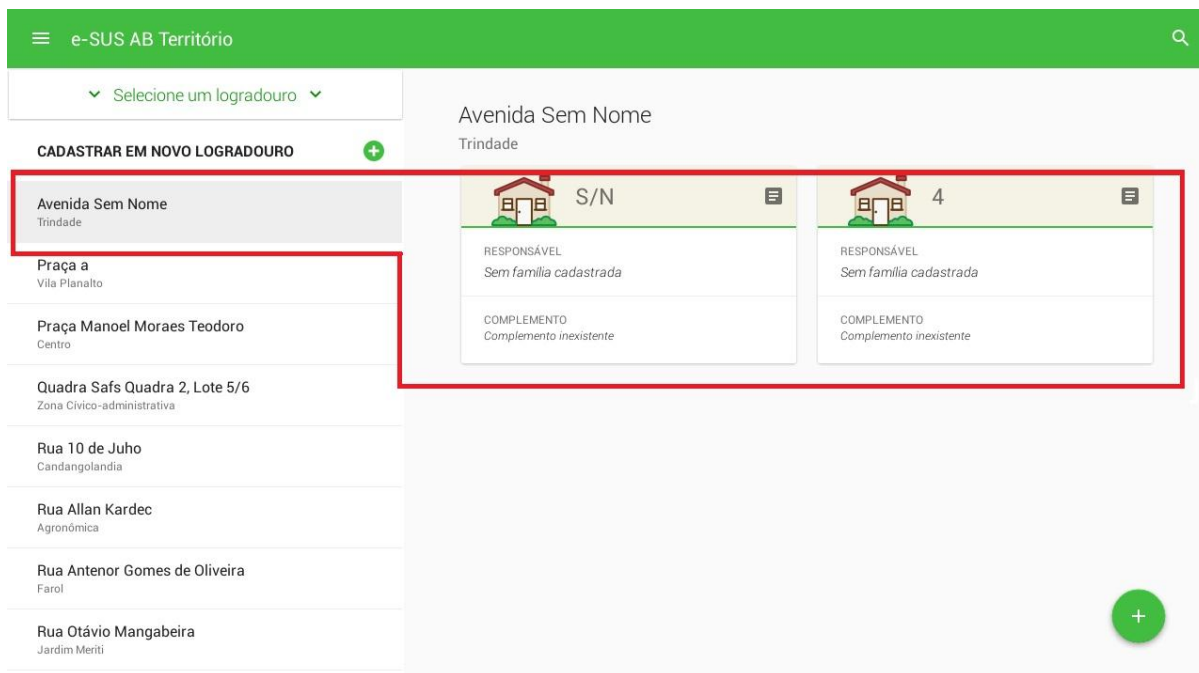 e-SUS AB Território
Selecione um logradouro
CADASTRAR EM NOVO LOGRADOURO
Avenida Sem Nome
Trindade
Praça a
Vila Planalto
Praça Manoel Moraes Teodoro
Centro
Quadra Safs Quadra 2, Lote 5/6
Zona Cívico-administrativa
Rua 10 de Juho
Candangolandia
Rua Allan Kardec
Agronômica
Rua Antenor Gomes de Oliveira
Farol
Rua Otávio Mangabeira
Jardim Meriti
Avenida Sem Nome
Trindade
S/N
RESPONSÁVEL
Sem família cadastrada
COMPLEMENTO
Complemento inexistente
4
RESPONSÁVEL
Sem família cadastrada
COMPLEMENTO
Complemento inexistente